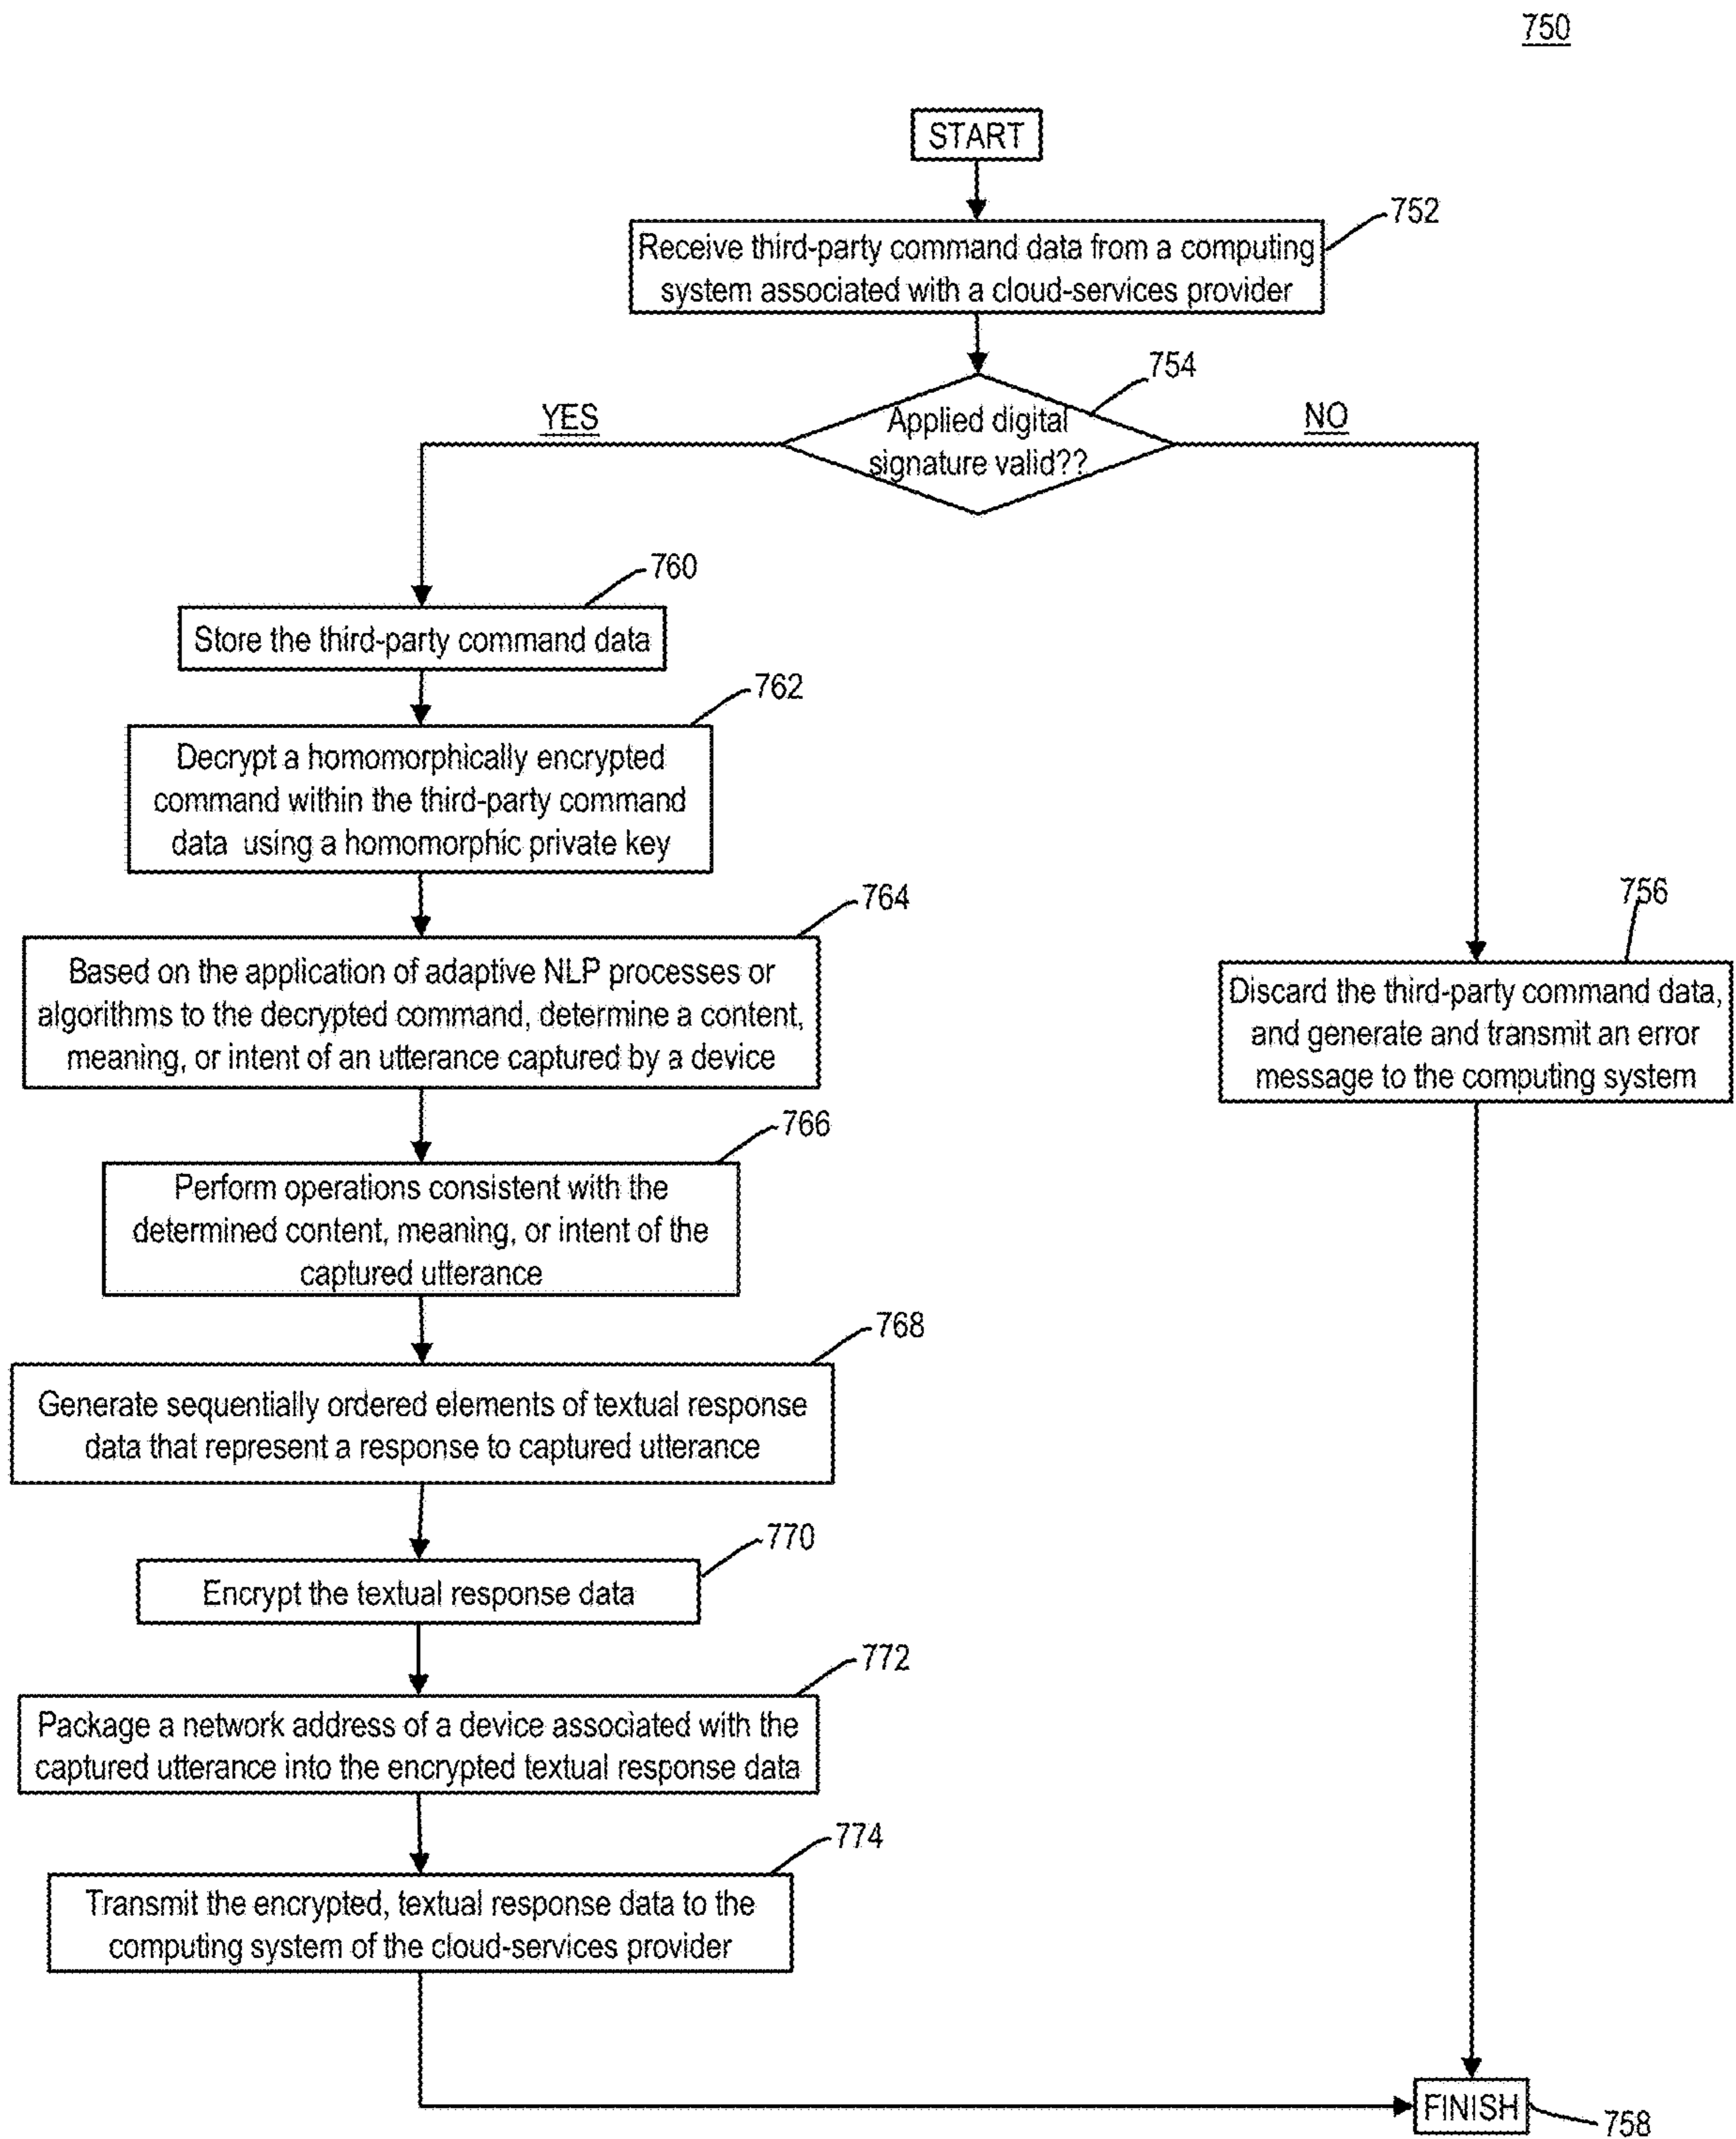 750
START
752
Receive third-party command data from a computing
system associated with a cloud-services provider
754
YES
Applied digital
signature valid??
NO
760
Store the third-party command data
762
Decrypt a homomorphically encrypted
command within the third-party command
data using a homomorphic private key
764
Based on the application of adaptive NLP processes or
algorithms to the decrypted command, determine a content,
meaning, or intent of an utterance captured by a device
756
Discard the third-party command data,
and generate and transmit an error
message to the computing system
766
Perform operations consistent with the
determined content, meaning, or intent of the
captured utterance
768
Generate sequentially ordered elements of textual response
data that represent a response to captured utterance
770
Encrypt the textual response data
772
Package a network address of a device associated with the
captured utterance into the encrypted textual response data
774
Transmit the encrypted, textual response data to the
computing system of the cloud-services provider
FINISH
758